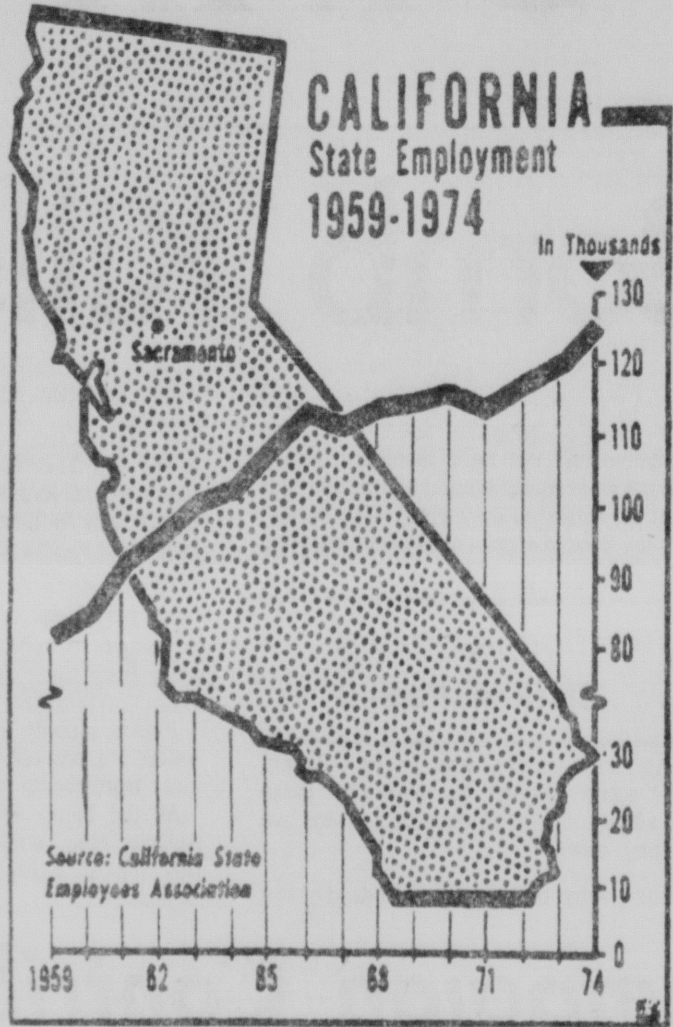 CALIFORNIA
State Employment
1959-1974
In Thousands
130
120
110
100
90
80
30
20
10
0
Sacramento
Source: California State
Employees Association
1959 62 65 68 71 74